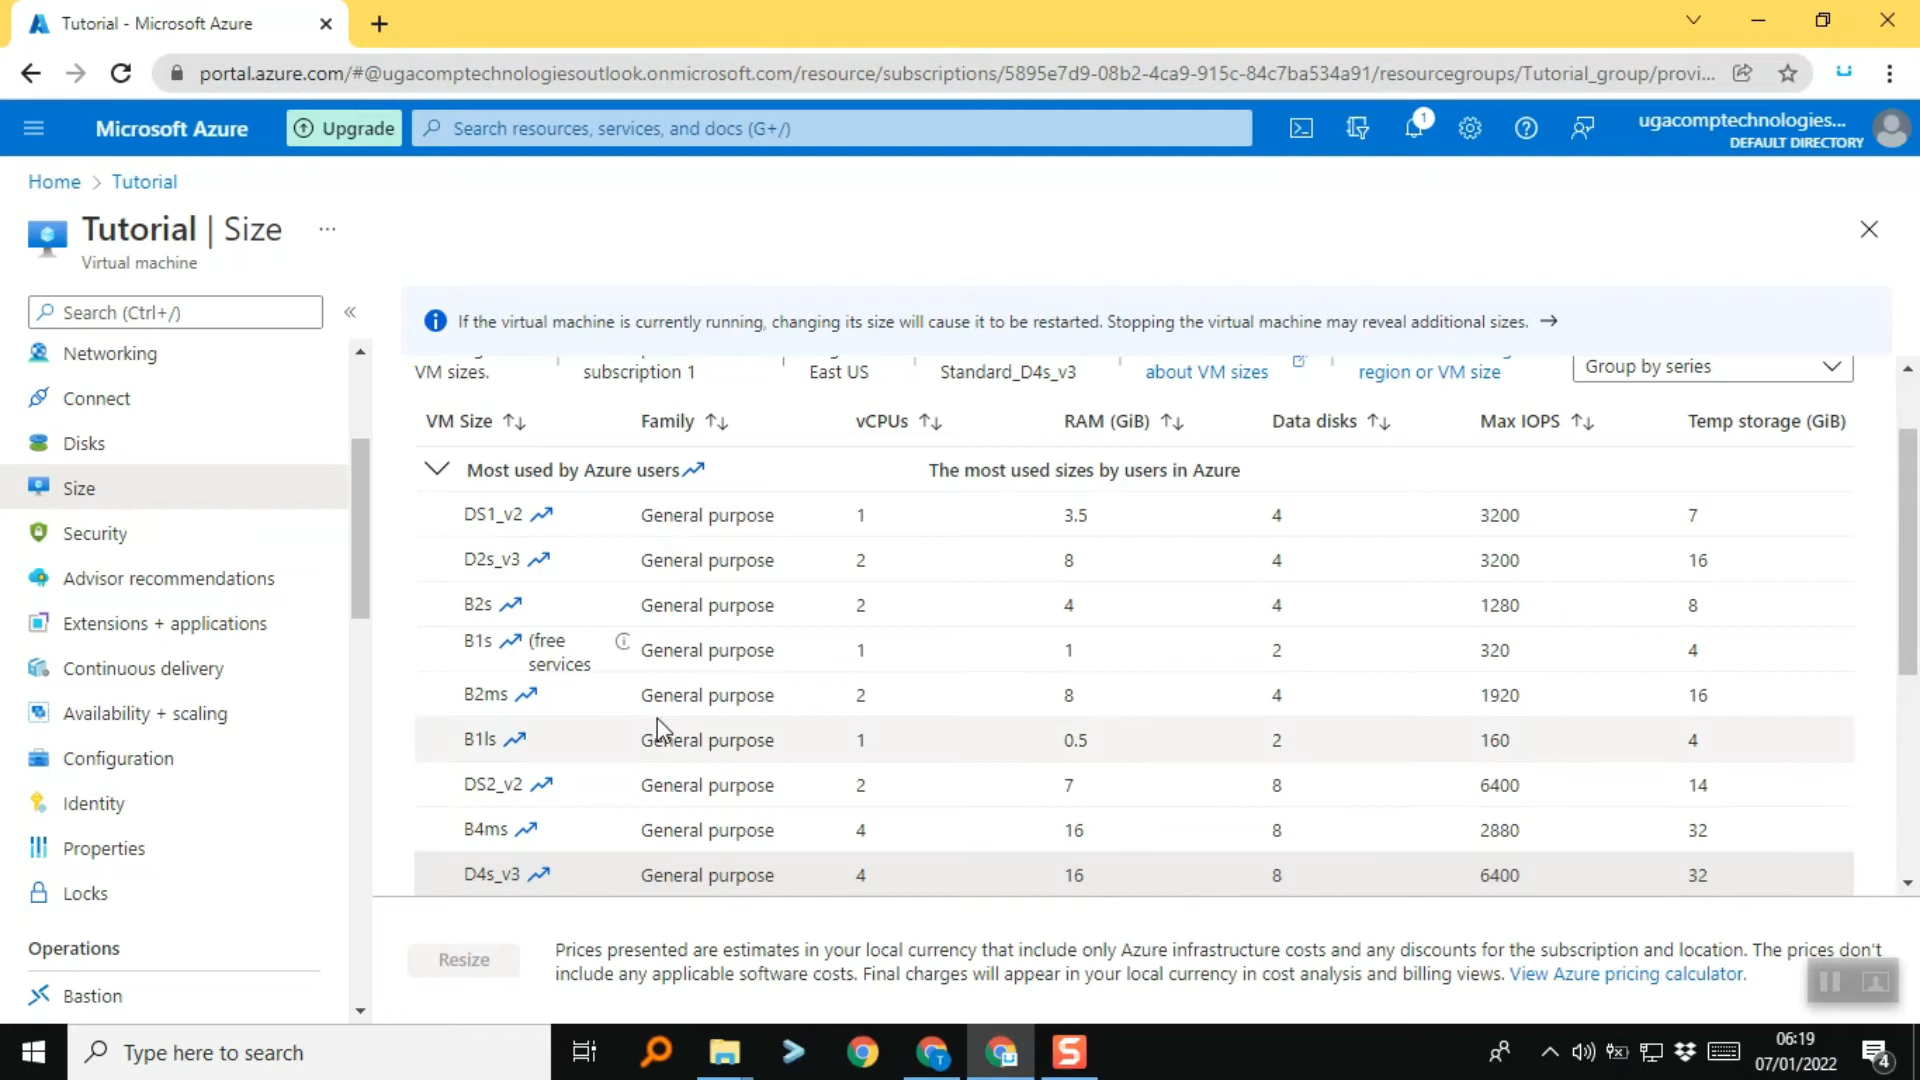 Tutorial - Microsoft Azure
portal.azure.com/#@ugacomptechnologiesoutlook.onmicrosoft.com/resource/subscriptions/5895e7d9-08b2-4ca9-915c-84c7ba534a91/resourcegroups/Tutorial_group/provi...
Microsoft Azure
Upgrade
Search resources, services, and docs (G+/)
1
ugacomptechnologies...
DEFAULT DIRECTORY
Home > Tutorial
Tutorial | Size ...
Virtual machine
Search (Ctrl+/)
Networking
Connect
Disks
Size
Security
Advisor recommendations
Extensions + applications
Continuous delivery
Availability + scaling
Configuration
Identity
Properties
Locks
Operations
Bastion
If the virtual machine is currently running, changing its size will cause it to be restarted. Stopping the virtual machine may reveal additional sizes. →
VM sizes. subscription 1 East US Standard_D4s_v3 about VM sizes region or VM size Group by series
VM Size Family vCPUs RAM (GiB) Data disks Max IOPS Temp storage (GiB)
Most used by Azure users The most used sizes by users in Azure
DS1_v2 General purpose 1 3.5 4 3200 7
D2s_v3 General purpose 2 8 4 3200 16
B2s General purpose 2 4 4 1280 8
B1s (free services General purpose 1 1 2 320 4
B2ms General purpose 2 8 4 1920 16
B1ls General purpose 1 0.5 2 160 4
DS2_v2 General purpose 2 7 8 6400 14
B4ms General purpose 4 16 8 2880 32
D4s_v3 General purpose 4 16 8 6400 32
Resize
Prices presented are estimates in your local currency that include only Azure infrastructure costs and any discounts for the subscription and location. The prices don't
include any applicable software costs. Final charges will appear in your local currency in cost analysis and billing views. View Azure pricing calculator.
Type here to search
T
S
06:19
07/01/2022
4